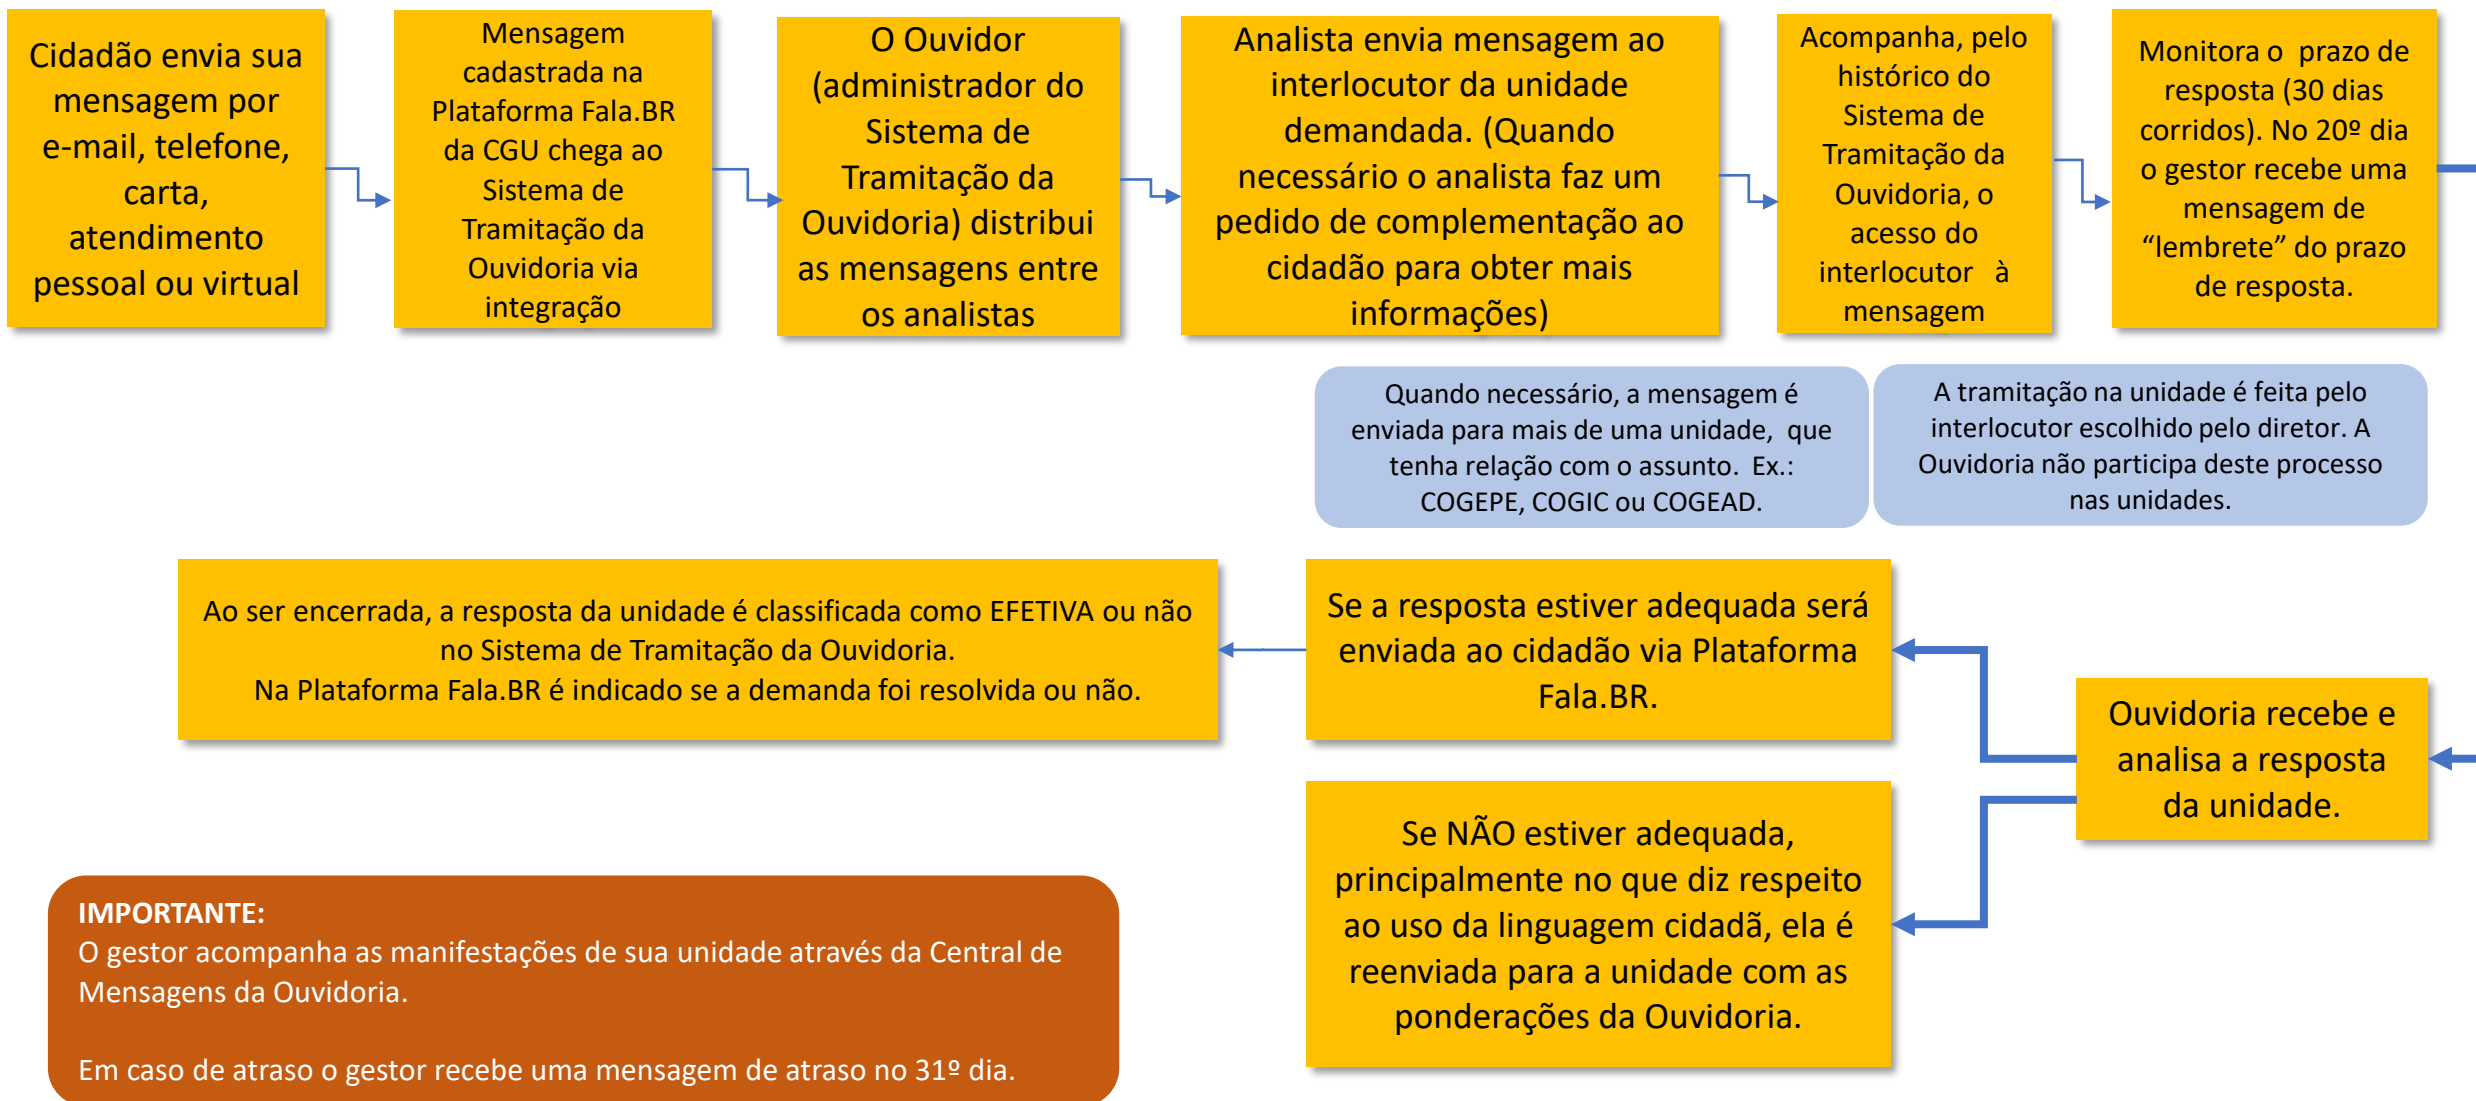 Cidadão envia sua
mensagem por
e-mail, telefone,
carta,
atendimento
pessoal ou virtual
Mensagem
cadastrada na
Plataforma Fala.BR
da CGU chega ao
Sistema de
Tramitação da
Ouvidoria via
integração
O Ouvidor
(administrador do
Sistema de
Tramitação da
Ouvidoria) distribui
as mensagens entre
os analistas
Analista envia mensagem ao
interlocutor da unidade
demandada. (Quando
necessário o analista faz um
pedido de complementação ao
cidadão para obter mais
informações)
Acompanha, pelo
histórico do
Sistema de
Tramitação da
Ouvidoria, o
acesso do
interlocutor à
mensagem
Monitora o prazo de
resposta (30 dias
corridos). No 20º dia
o gestor recebe uma
mensagem de
“lembrete” do prazo
de resposta.
Quando necessário, a mensagem é
enviada para mais de uma unidade, que
tenha relação com o assunto. Ex.:
COGEPE, COGIC ou COGEAD.
A tramitação na unidade é feita pelo
interlocutor escolhido pelo diretor. A
Ouvidoria não participa deste processo
nas unidades.
Ouvidoria recebe e
analisa a resposta
da unidade.
Se a resposta estiver adequada será
enviada ao cidadão via Plataforma
Fala.BR.
Ao ser encerrada, a resposta da unidade é classificada como EFETIVA ou não
no Sistema de Tramitação da Ouvidoria.
Na Plataforma Fala.BR é indicado se a demanda foi resolvida ou não.
Se NÃO estiver adequada,
principalmente no que diz respeito
ao uso da linguagem cidadã, ela é
reenviada para a unidade com as
ponderações da Ouvidoria.
IMPORTANTE:
O gestor acompanha as manifestações de sua unidade através da Central de
Mensagens da Ouvidoria.
Em caso de atraso o gestor recebe uma mensagem de atraso no 31º dia.